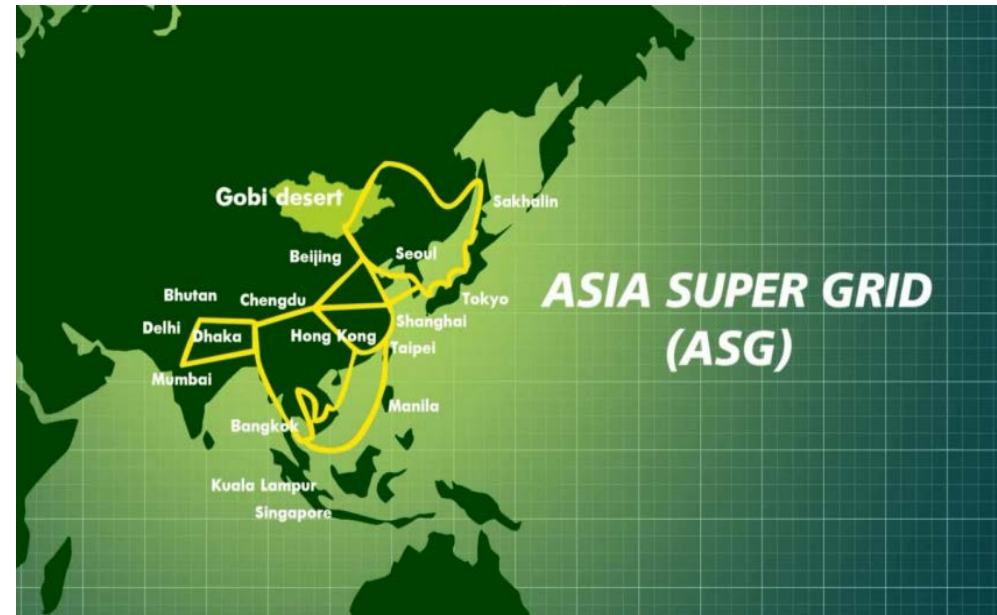 Gobi desert
Sakhalin
Beijing
Seoul
Bhutan
Chengdu
Tokyo
ASIA SUPER GRID
(ASG)
Delhi
Dhaka
Hong Kong
Shanghai
Taipei
Mumbai
Manila
Bangkok
Kuala Lampur
Singapore